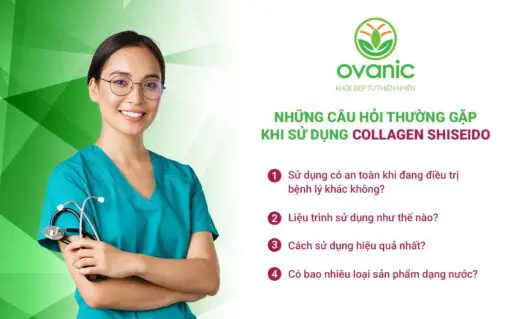 ovanic
KHỎE ĐẸP TỪ THIÊN NHIÊN
NHỮNG CÂU HỎI THƯỜNG GẶP
KHI SỬ DỤNG COLLAGEN SHISEIDO
1 Sử dụng có an toàn khi đang điều trị
bệnh lý khác không?
2 Liệu trình sử dụng như thế nào?
3 Cách sử dụng hiệu quả nhất?
4 Có bao nhiêu loại sản phẩm dạng nước?